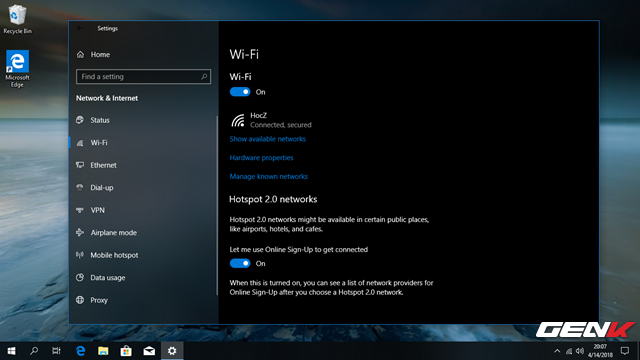 Recycle Bin
Microsoft
Edge
Settings
Home
Find a setting
Network & Internet
Status
Wi-Fi
Ethernet
Dial-up
VPN
Airplane mode
Mobile hotspot
Data usage
Proxy
Wi-Fi
Wi-Fi
On
HocZ
Connected, secured
Show available networks
Hardware properties
Manage known networks
Hotspot 2.0 networks
Hotspot 2.0 networks might be available in certain public places,
like airports, hotels, and cafes.
Let me use Online Sign-Up to get connected
On
When this is turned on, you can see a list of network providers for
Online Sign-Up after you choose a Hotspot 2.0 network.
GENK
20:07
4/14/2018